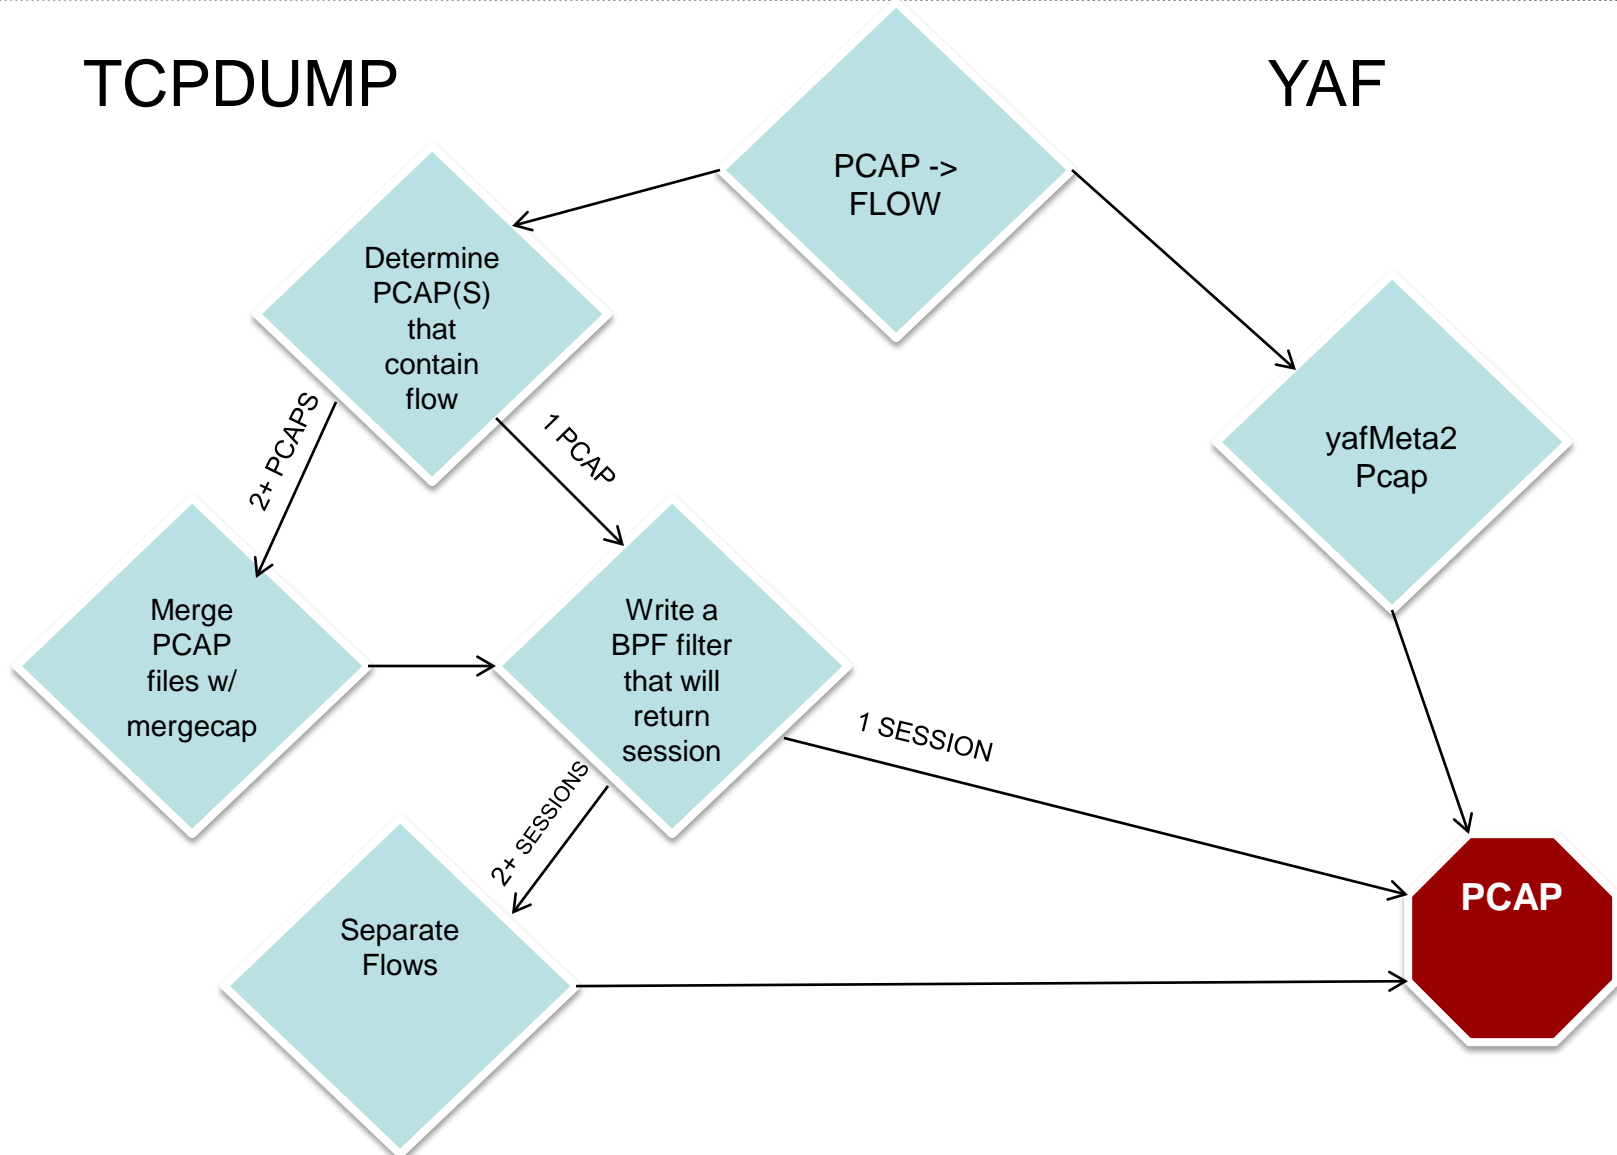 TCPDUMP
YAF
PCAP ->
FLOW
Determine
PCAP(S)
that
contain
flow
yafMeta2
Pcap
2+ PCAPS
1 PCAP
Merge
PCAP
files w/
mergecap
Write a
BPF filter
that will
return
session
1 SESSION
2+ SESSIONS
PCAP
Separate
Flows